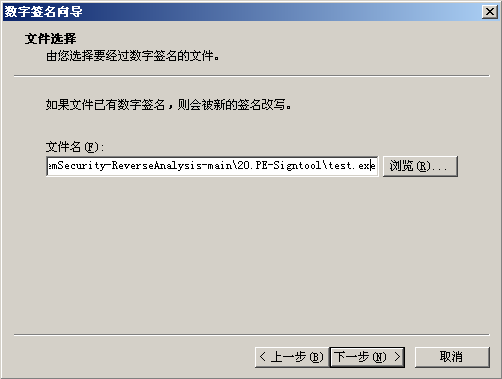 数字签名向导
文件选择
由您选择要经过数字签名的文件。
如果文件已有数字签名，则会被新的签名改写。
文件名(F):
emSecurity-ReverseAnalysis-main\20.PE-Signtool\test.exe
浏览(R)...
< 上一步(B) 下一步(N) > 取消